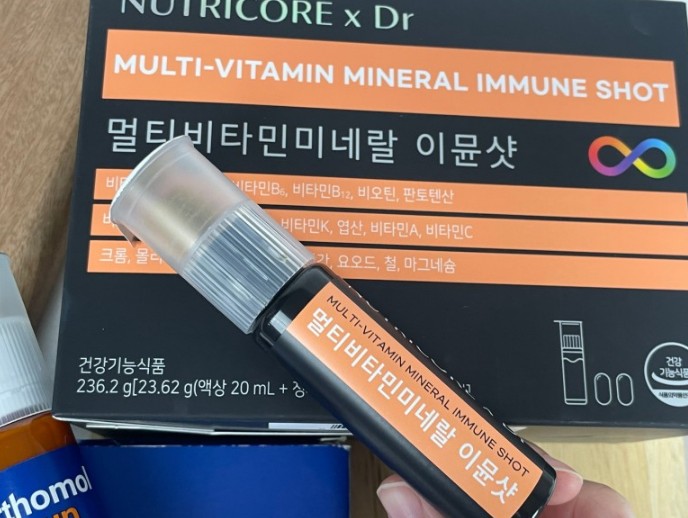 NUTRICORE x Dr
MULTI-VITAMIN MINERAL IMMUNE SHOT
멀티비타민미네랄 이뮨샷
비타민B₆, 비타민B₁₂, 비오틴, 판토텐산
비타민K, 엽산, 비타민A, 비타민C
크롬, 요오드, 철, 마그네슘
건강기능식품
236.2 g[23.62 g(액상 20 mL +
건강
기능식품
MULTI-VITAMIN MINERAL IMMUNE SHOT
멀티비타민미네랄 이뮨샷
thomol